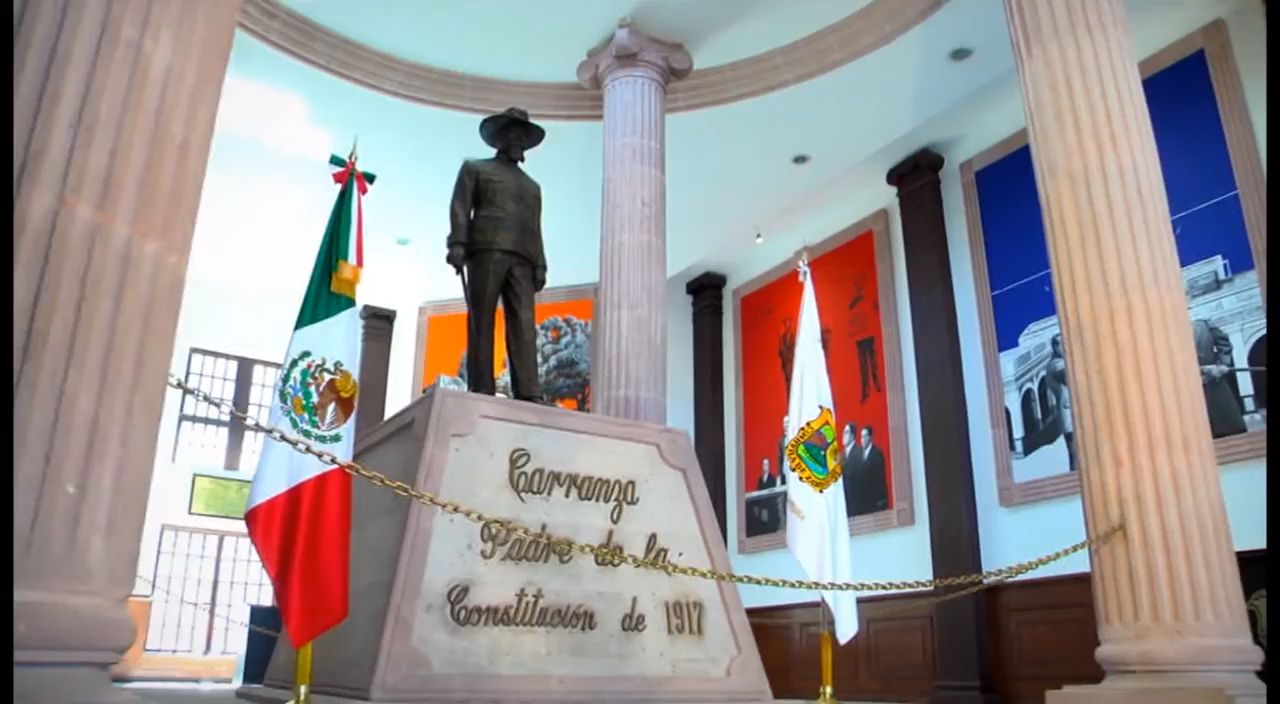 Carranza
Padre de la
Constitución de 1917